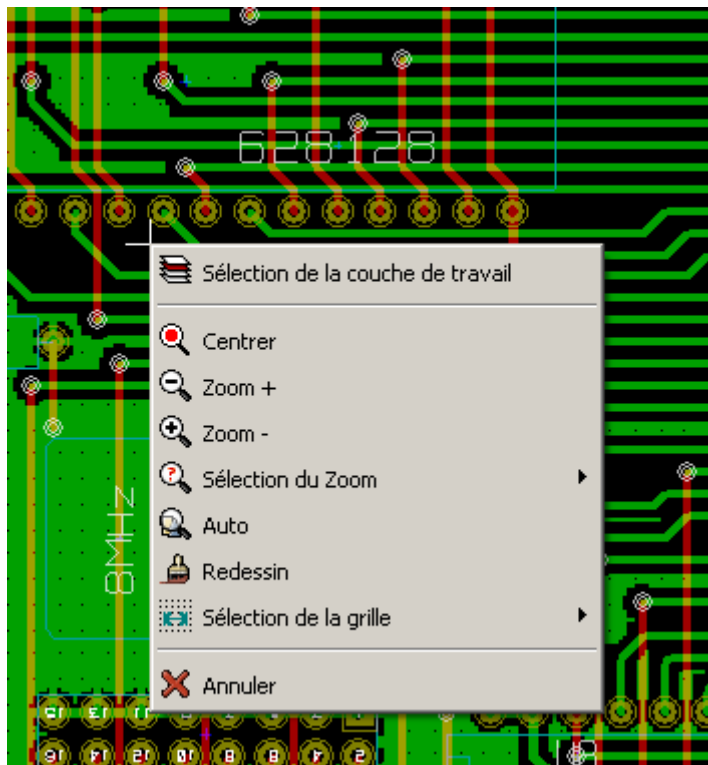 628128
Sélection de la couche de travail
Centrer
Zoom +
Zoom -
Sélection du Zoom
Auto
8MHz
Redessin
Sélection de la grille
Annuler